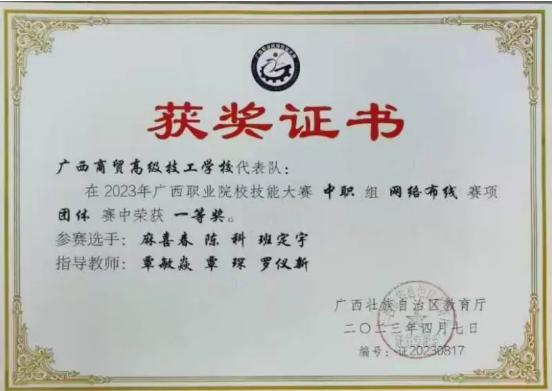 获奖证书
广西商贸高级技工学校代表队：
在2023年广西职业院校技能大赛 中职 组 网络布线 赛项
团体 赛中荣获 一等奖。
参赛选手：麻喜春 陈科 班定宇
指导教师：覃敏焱 覃琛 罗仪新
广西壮族自治区教育厅
二〇二三年四月七日
编号：证20230817